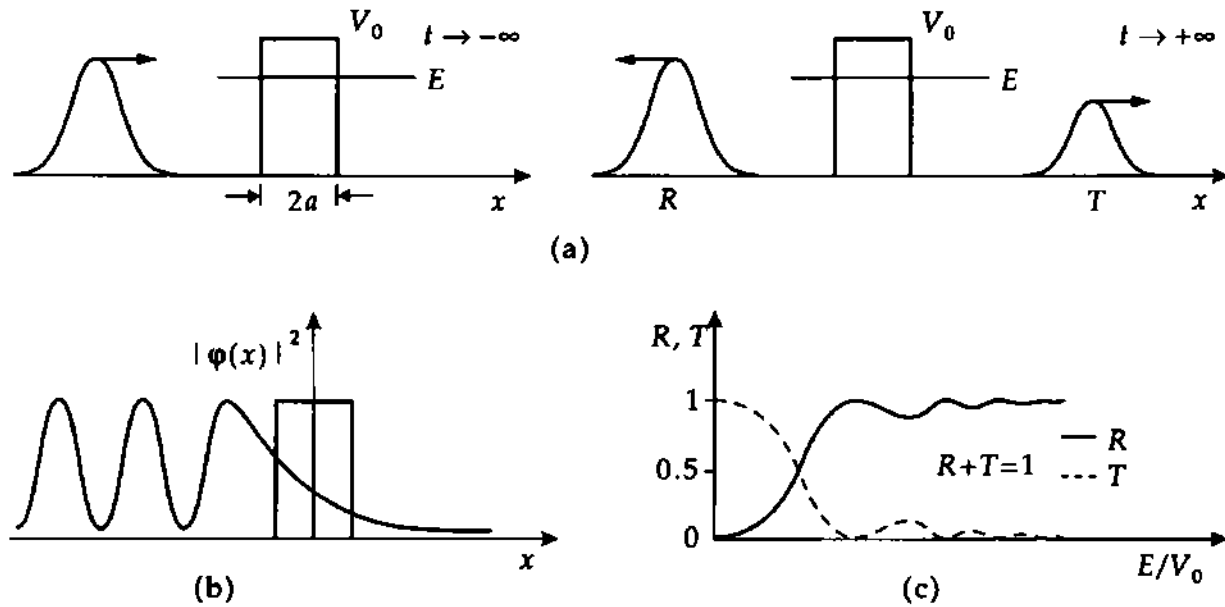 V₀ t → −∞
E
2a x
V₀ t → +∞
E
R T x
(a)
|φ(x)|²
x
(b)
R, T
1
0.5
0
R+T=1
R
T
E/V₀
(c)